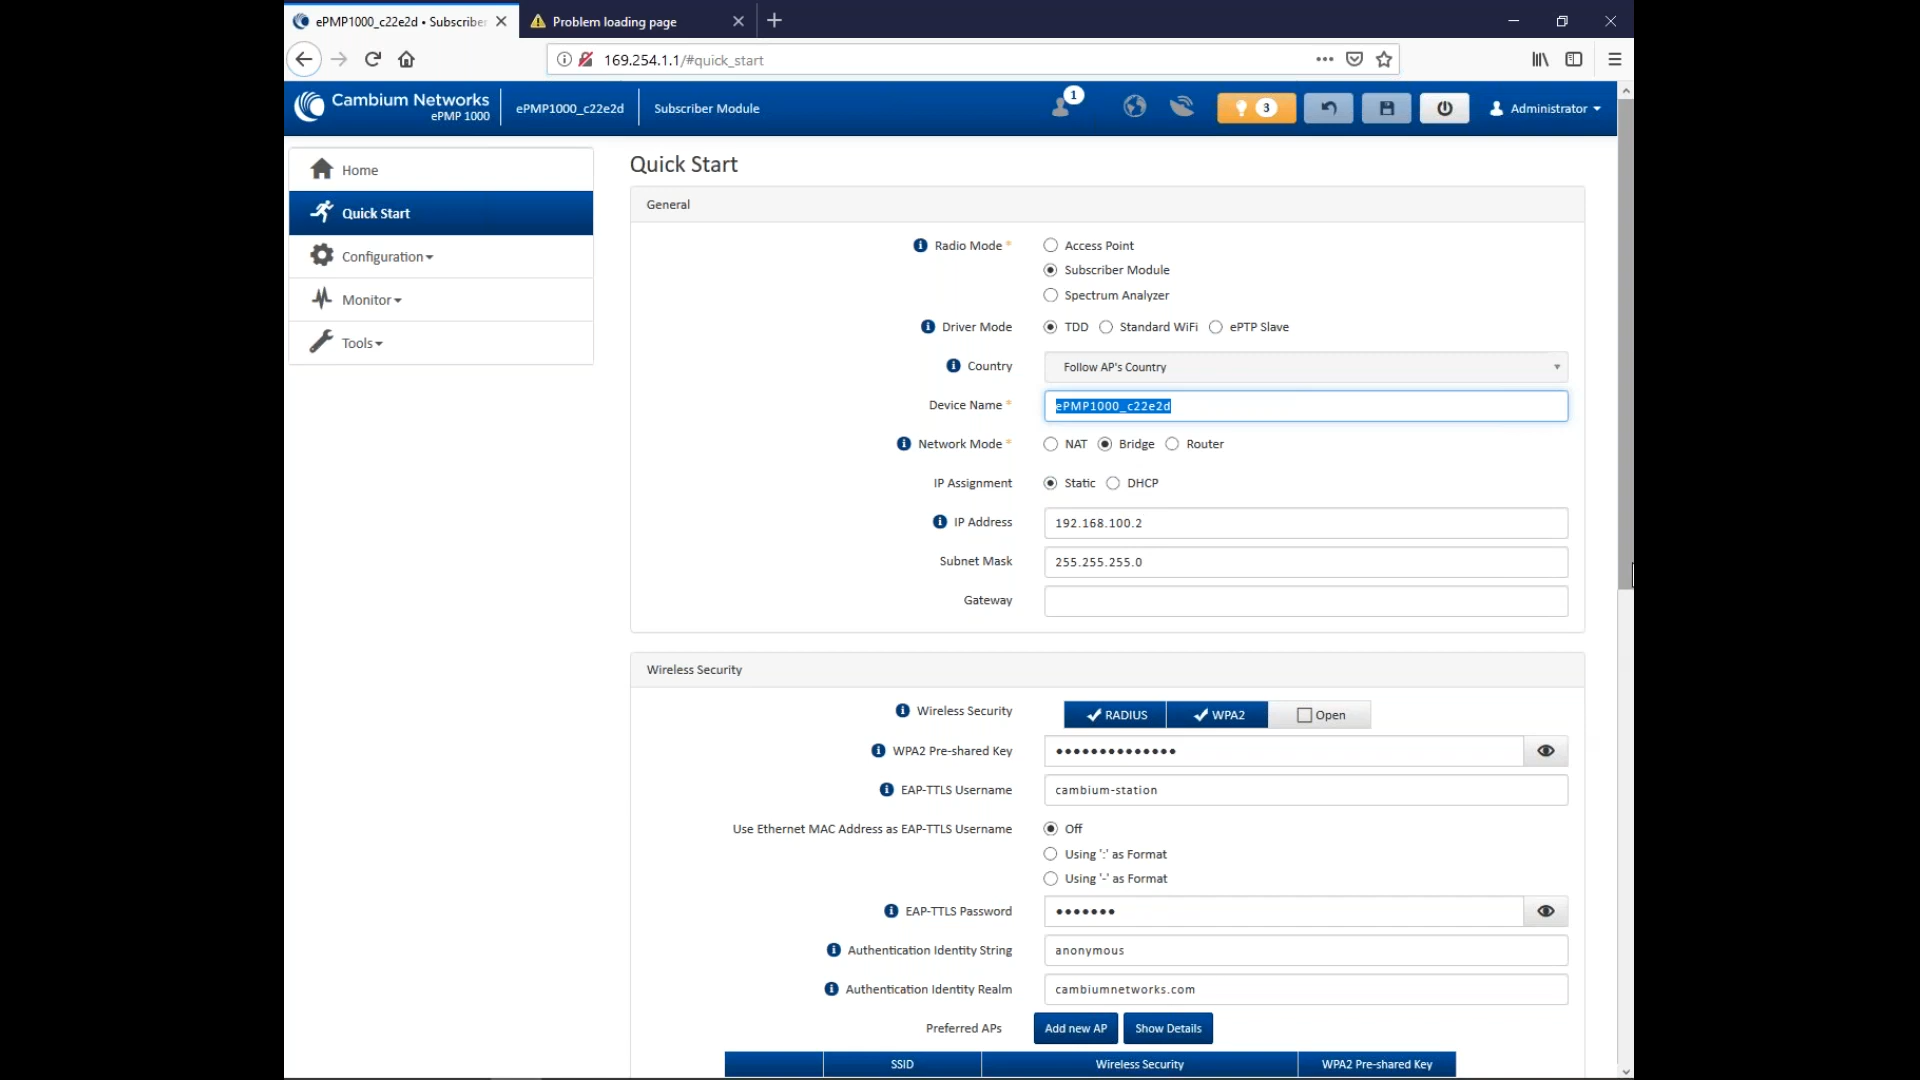 ePMP1000_c22e2d • Subscriber
Problem loading page
169.254.1.1/#quick_start
Cambium Networks
ePMP 1000
ePMP1000_c22e2d
Subscriber Module
1
3
Administrator
Home
Quick Start
Configuration
Monitor
Tools
Quick Start
General
Radio Mode *
Access Point
Subscriber Module
Spectrum Analyzer
Driver Mode
TDD Standard WiFi ePTP Slave
Country
Follow AP's Country
Device Name *
ePMP1000_c22e2d
Network Mode *
NAT Bridge Router
IP Assignment
Static DHCP
IP Address
192.168.100.2
Subnet Mask
255.255.255.0
Gateway
Wireless Security
Wireless Security
RADIUS WPA2 Open
WPA2 Pre-shared Key
••••••••••••••
EAP-TTLS Username
cambium-station
Use Ethernet MAC Address as EAP-TTLS Username
Off
Using ':' as Format
Using '-' as Format
EAP-TTLS Password
•••••••
Authentication Identity String
anonymous
Authentication Identity Realm
cambiumnetworks.com
Preferred APs
Add new AP Show Details
SSID Wireless Security WPA2 Pre-shared Key